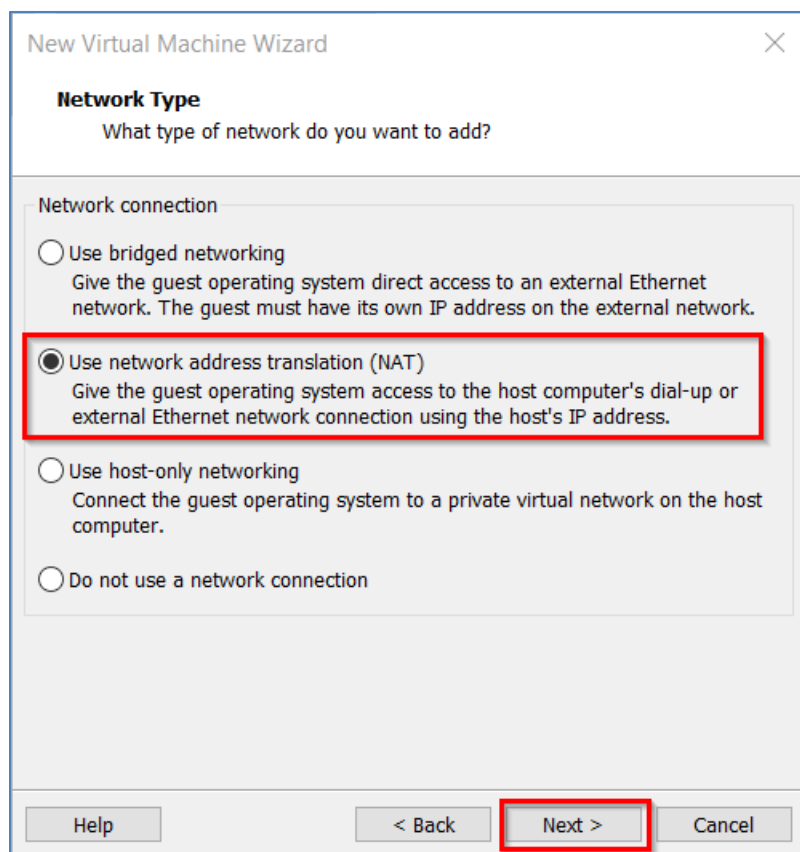 New Virtual Machine Wizard
Network Type
What type of network do you want to add?
Network connection
Use bridged networking
Give the guest operating system direct access to an external Ethernet
network. The guest must have its own IP address on the external network.
Use network address translation (NAT)
Give the guest operating system access to the host computer's dial-up or
external Ethernet network connection using the host's IP address.
Use host-only networking
Connect the guest operating system to a private virtual network on the host
computer.
Do not use a network connection
Help
< Back
Next >
Cancel